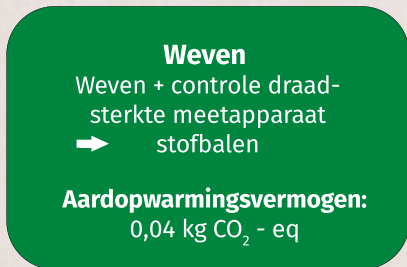 Weven
Weven + controle draad-
sterkte meetapparaat
➡ stofbalen
Aardopwarmingsvermogen:
0,04 kg CO₂ - eq